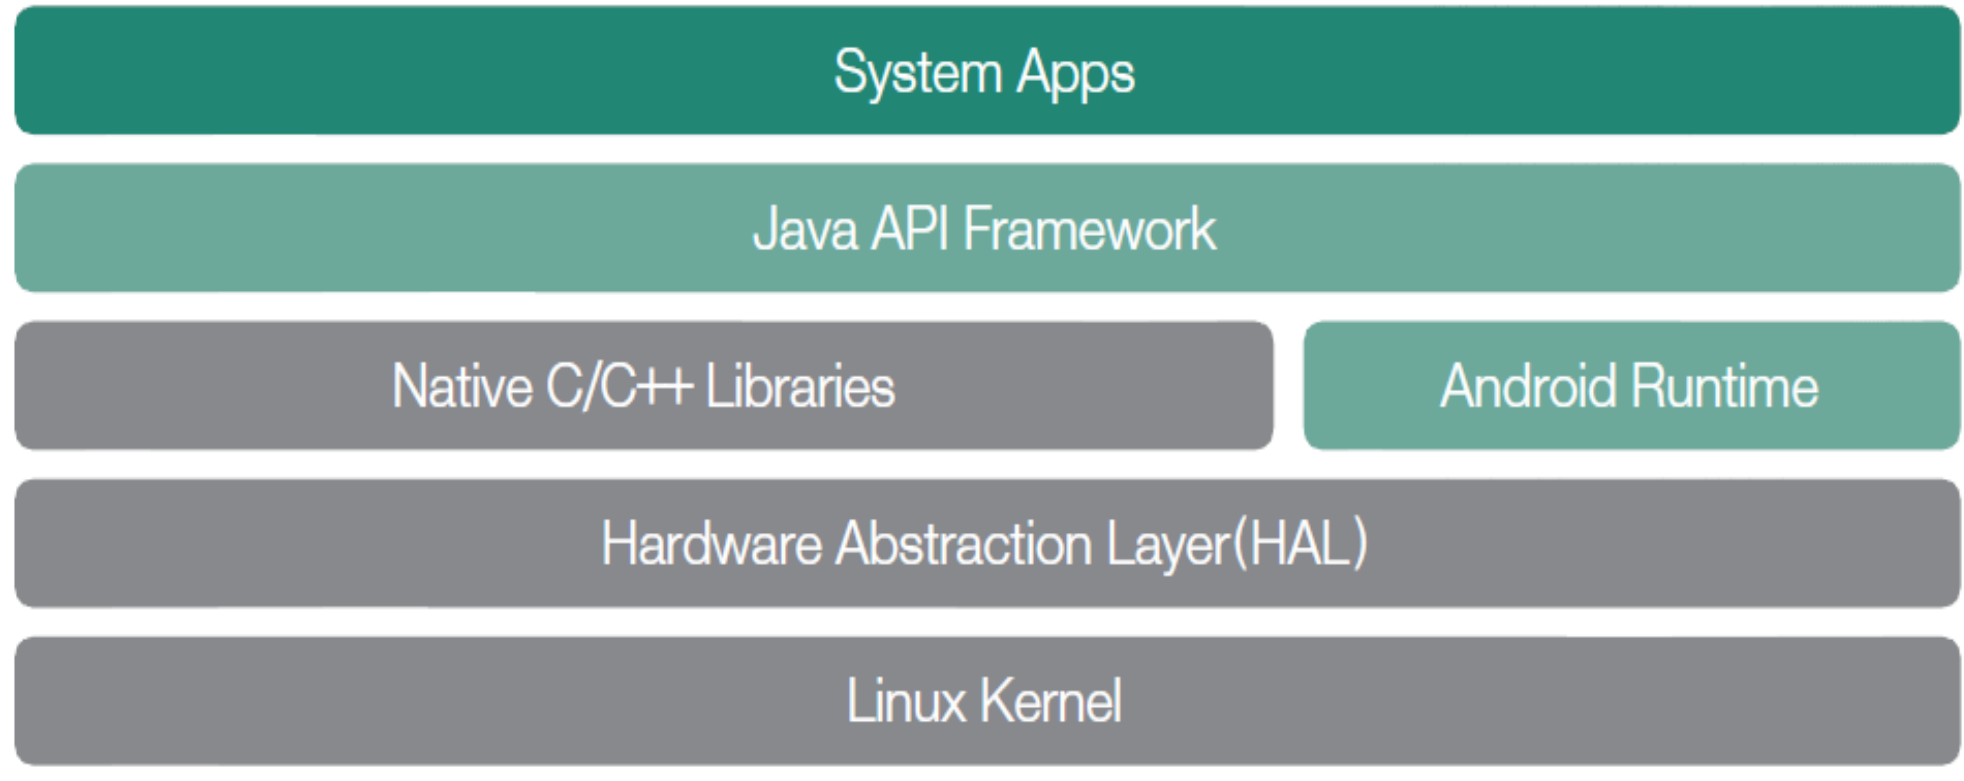 System Apps
Java API Framework
Native C/C++ Libraries
Android Runtime
Hardware Abstraction Layer(HAL)
Linux Kernel